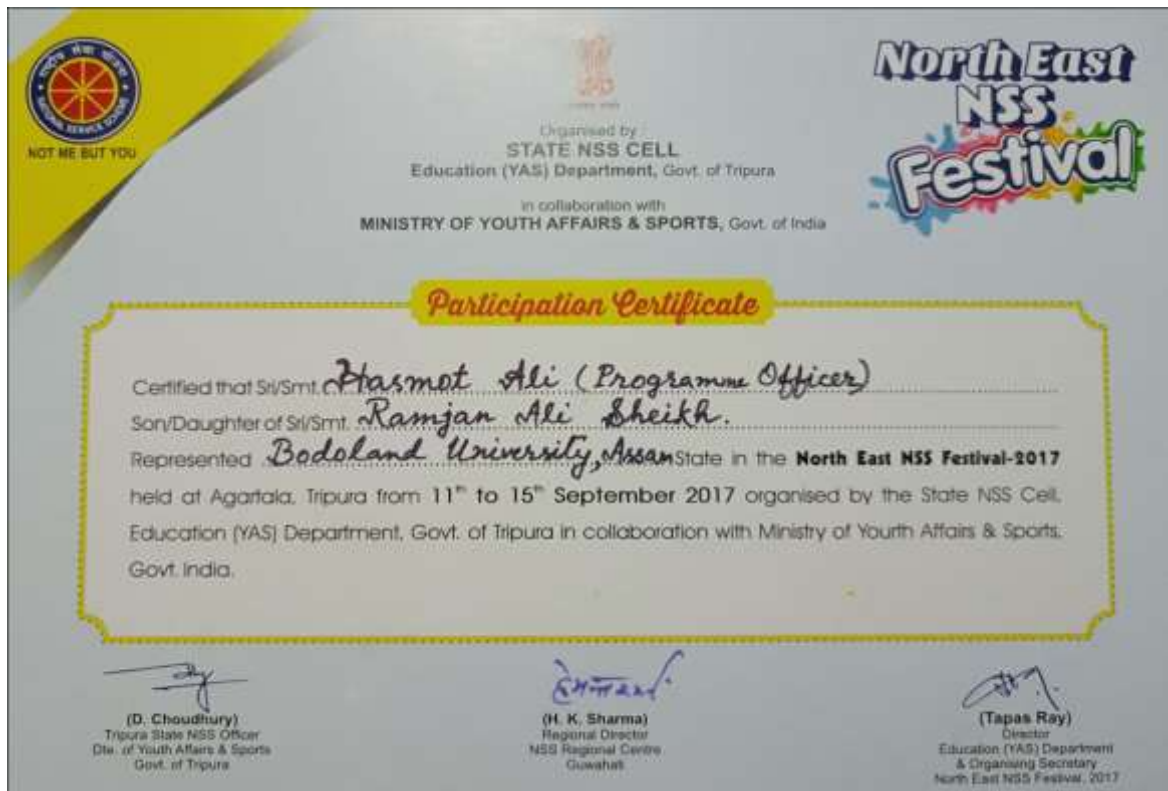 राष्ट्रीय सेवा योजना
NATIONAL SERVICE SCHEME
NOT ME BUT YOU
North East
NSS
Festival
Organised by :
STATE NSS CELL
Education (YAS) Department, Govt. of Tripura
in collaboration with
MINISTRY OF YOUTH AFFAIRS & SPORTS, Govt. of India
Participation Certificate
Certified that Sri/Smt. Hasmot Ali (Programme Officer)
Son/Daughter of Sri/Smt. Ramjan Ali Sheikh.
Represented Bodoland University, Assam State in the North East NSS Festival-2017
held at Agartala, Tripura from 11th to 15th September 2017 organised by the State NSS Cell,
Education (YAS) Department, Govt. of Tripura in collaboration with Ministry of Yourth Affairs & Sports,
Govt. India.
(D. Choudhury)
Tripura State NSS Officer
Dte. of Youth Affairs & Sports
Govt. of Tripura
(H. K. Sharma)
Regional Director
NSS Regional Centre
Guwahati
(Tapas Ray)
Director
Education (YAS) Department
& Organising Secretary
North East NSS Festival, 2017